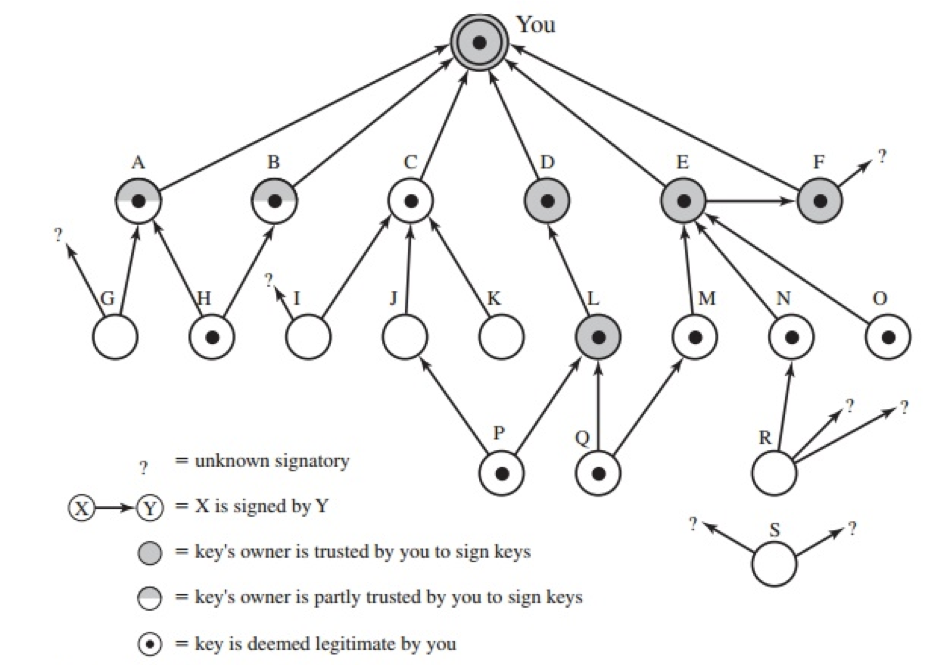 You
A B C D E F ?
? G H ? I J K L M N O
P Q R ? ?
? = unknown signatory
X Y = X is signed by Y
? S ?
= key's owner is trusted by you to sign keys
= key's owner is partly trusted by you to sign keys
= key is deemed legitimate by you